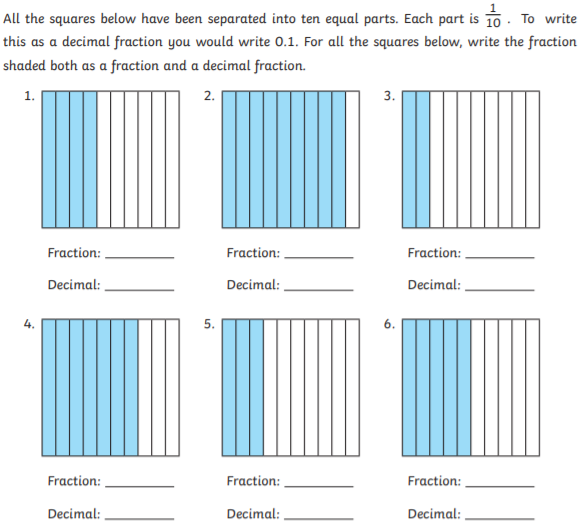 All the squares below have been separated into ten equal parts. Each part is 1/10 . To write
this as a decimal fraction you would write 0.1. For all the squares below, write the fraction
shaded both as a fraction and a decimal fraction.
1. 2. 3.
Fraction: ________ Fraction: ________ Fraction: ________
Decimal: ________ Decimal: ________ Decimal: ________
4. 5. 6.
Fraction: ________ Fraction: ________ Fraction: ________
Decimal: ________ Decimal: ________ Decimal: ________